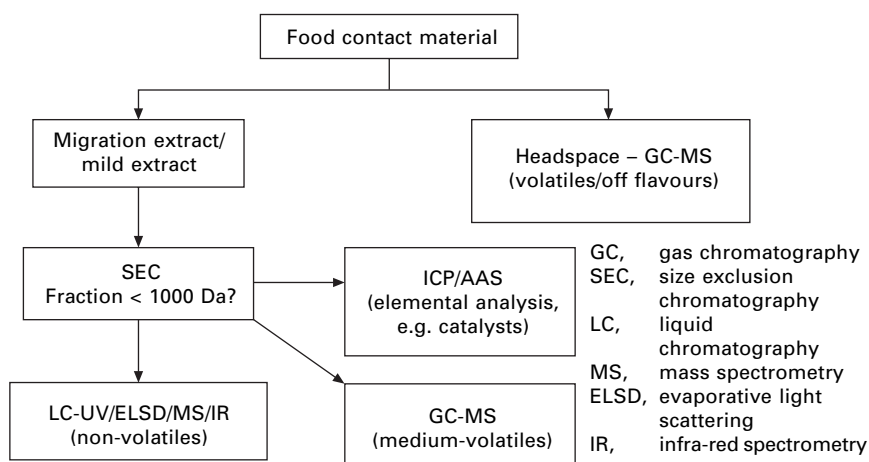 Food contact material
Migration extract/
mild extract
Headspace – GC-MS
(volatiles/off flavours)
SEC
Fraction < 1000 Da?
ICP/AAS
(elemental analysis,
e.g. catalysts)
LC-UV/ELSD/MS/IR
(non-volatiles)
GC-MS
(medium-volatiles)
GC, gas chromatography
SEC, size exclusion
chromatography
LC, liquid
chromatography
MS, mass spectrometry
ELSD, evaporative light
scattering
IR, infra-red spectrometry